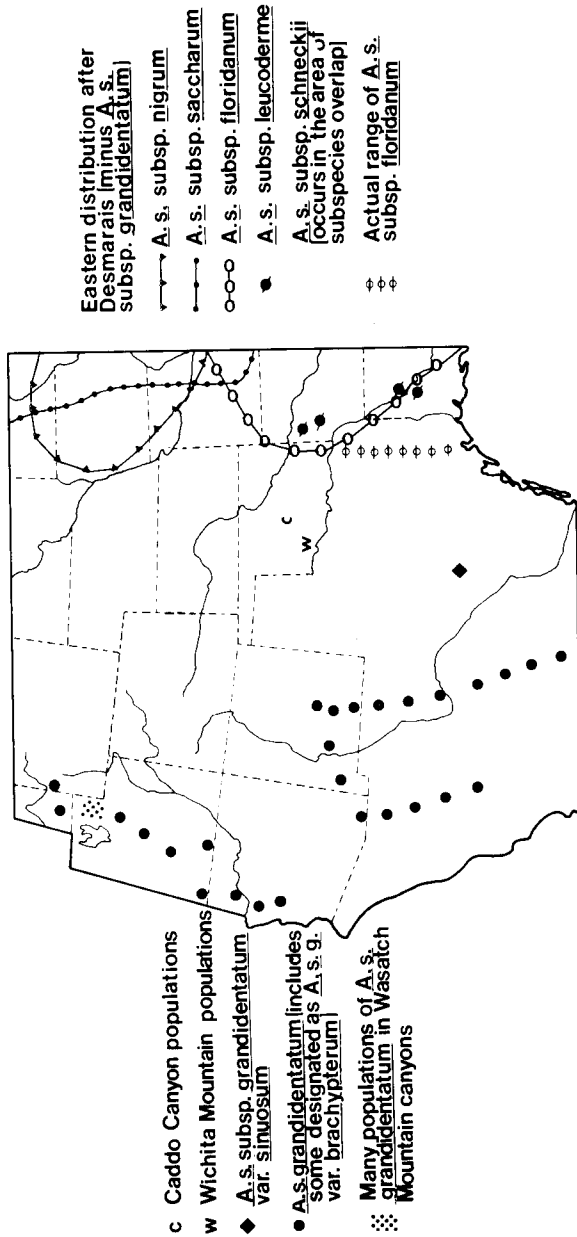 c Caddo Canyon populations
w Wichita Mountain populations
A. s. subsp. grandidentatum
var. sinuosum
A.s. grandidentatum [includes
some designated as A. s. g.
var. brachypterum]
Many populations of A. s.
grandidentatum in Wasatch
Mountain canyons
c
w
Eastern distribution after
Desmarais [minus A. s.
subsp. grandidentatum]
A. s. subsp. nigrum
A. s. subsp. saccharum
A. s. subsp. floridanum
A. s. subsp. leucoderme
A. s. subsp. schneckii
[occurs in the area of
subspecies overlap]
Actual range of A. s.
subsp. floridanum